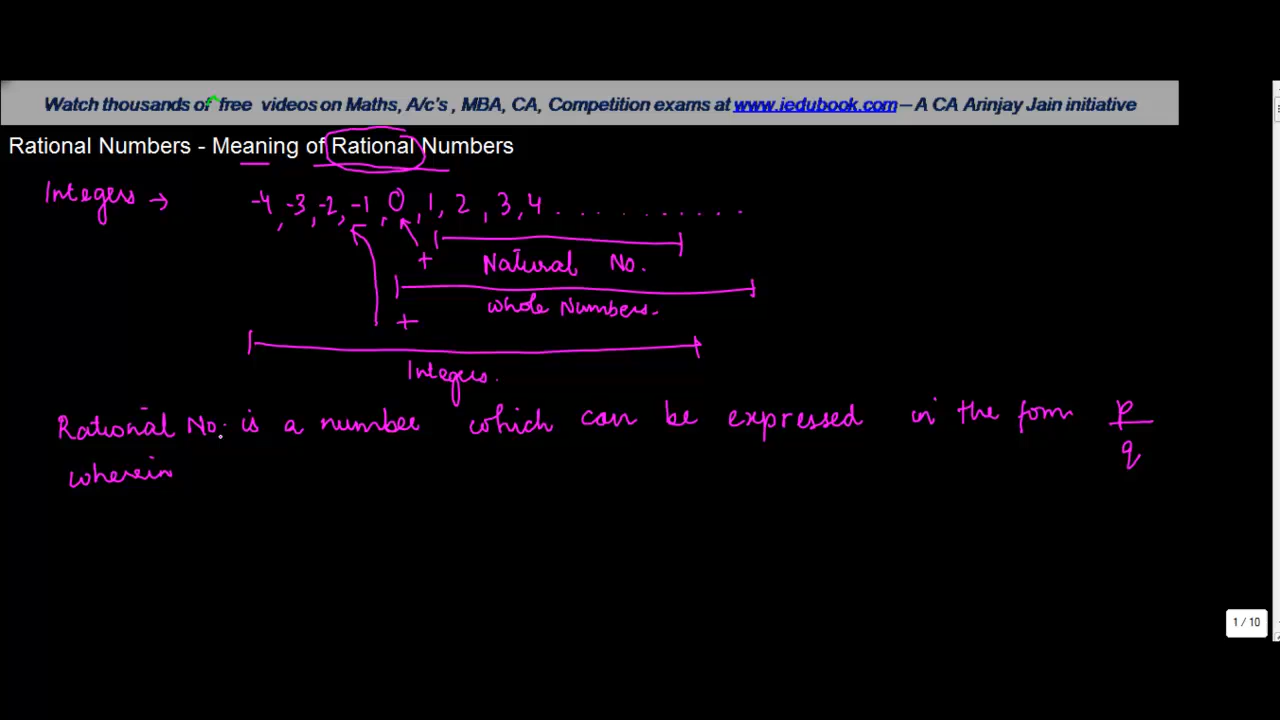 Watch thousands of free videos on Maths, A/c's , MBA, CA, Competition exams at www.iedubook.com – A CA Arinjay Jain initiative
Rational Numbers - Meaning of Rational Numbers
Integers → -4, -3, -2, -1, 0, 1, 2, 3, 4 . . . . . . . . . .
+ Natural No.
whole Numbers.
+
Integers.
Rational No. is a number which can be expressed in the form p/q
wherein
1 / 10